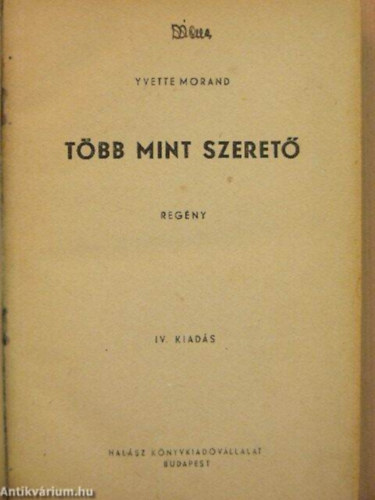 YVETTE MORAND
TÖBB MINT SZERETŐ
REGÉNY
IV. KIADÁS
HALÁSZ KÖNYVKIADÓVÁLLALAT
BUDAPEST
Antikvárium.hu